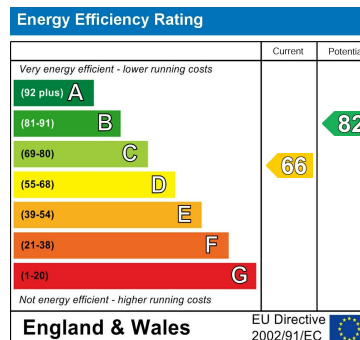 Energy Efficiency Rating
Current
Very energy efficient - lower running costs
(92 plus) A
(81-91) B
82
(69-80) C
66
(55-68) D
(39-54) E
(21-38) F
(1-20) G
Not energy efficient - higher running costs
England & Wales
EU Directive
2002/91/EC